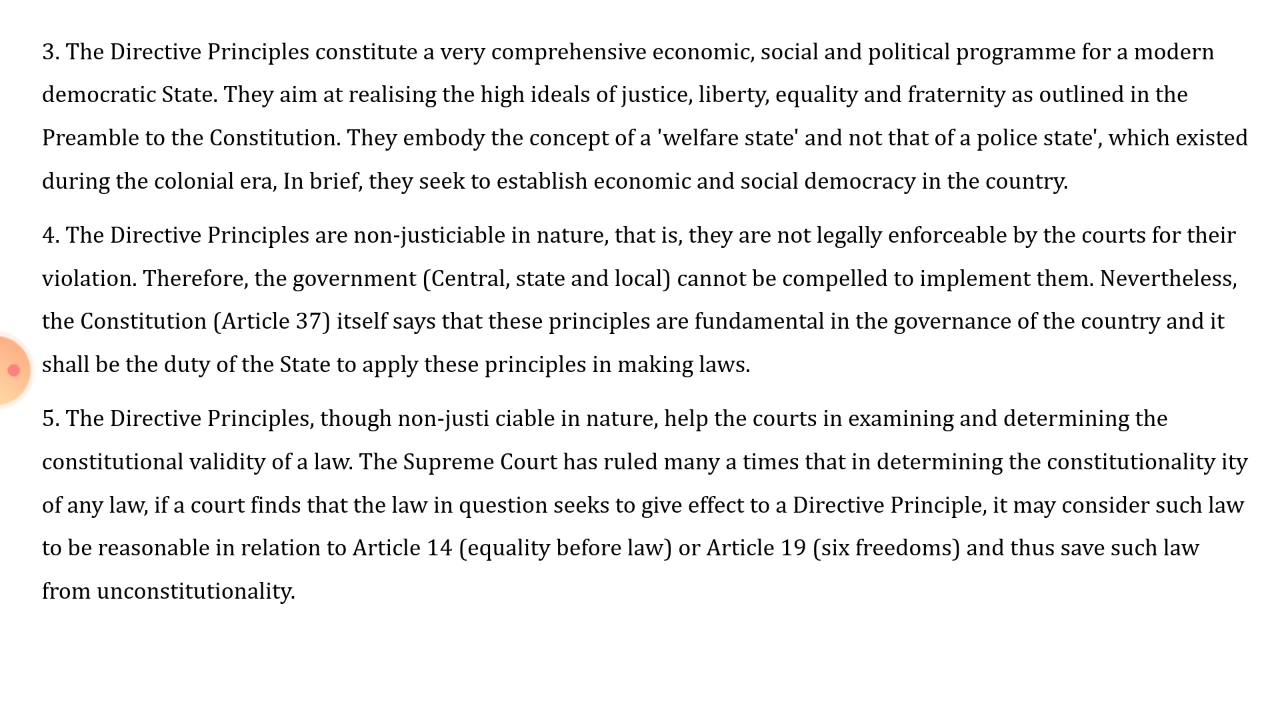 3. The Directive Principles constitute a very comprehensive economic, social and political programme for a modern
democratic State. They aim at realising the high ideals of justice, liberty, equality and fraternity as outlined in the
Preamble to the Constitution. They embody the concept of a 'welfare state' and not that of a police state', which existed
during the colonial era, In brief, they seek to establish economic and social democracy in the country.
4. The Directive Principles are non-justiciable in nature, that is, they are not legally enforceable by the courts for their
violation. Therefore, the government (Central, state and local) cannot be compelled to implement them. Nevertheless,
the Constitution (Article 37) itself says that these principles are fundamental in the governance of the country and it
shall be the duty of the State to apply these principles in making laws.
5. The Directive Principles, though non-justi ciable in nature, help the courts in examining and determining the
constitutional validity of a law. The Supreme Court has ruled many a times that in determining the constitutionality ity
of any law, if a court finds that the law in question seeks to give effect to a Directive Principle, it may consider such law
to be reasonable in relation to Article 14 (equality before law) or Article 19 (six freedoms) and thus save such law
from unconstitutionality.